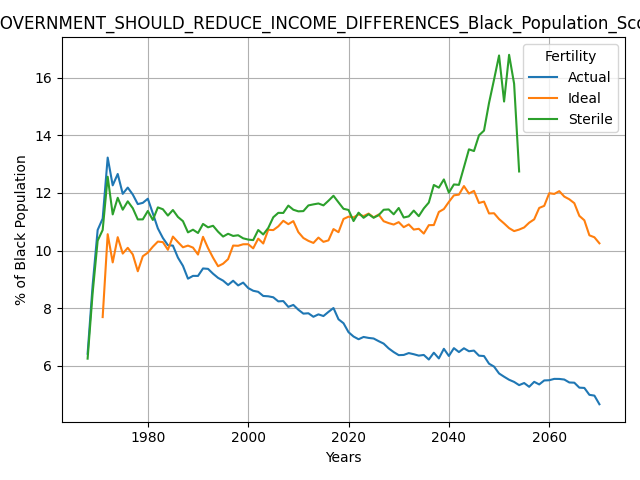 OVERNMENT_SHOULD_REDUCE_INCOME_DIFFERENCES_Black_Population_Sco
Fertility
Actual
Ideal
Sterile
% of Black Population
16
14
12
10
8
6
1980
2000
2020
2040
2060
Years